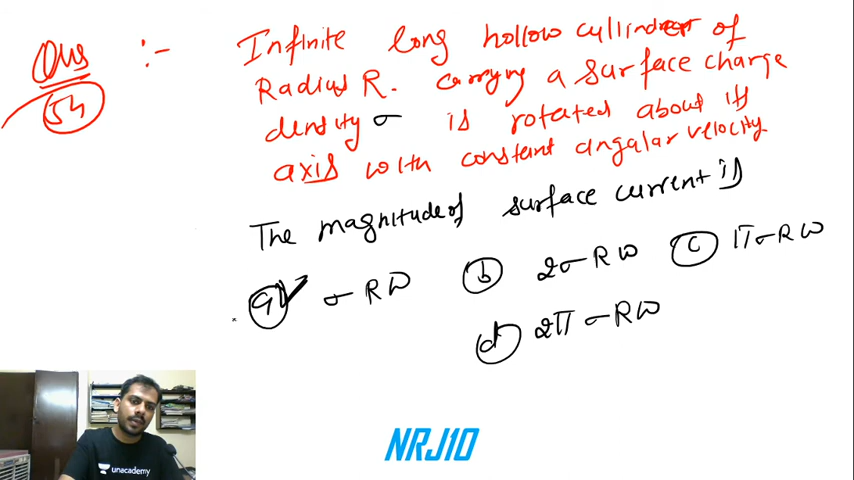 Ques :- Infinite long hollow cylinder of
54 Radius R. carrying a surface charge
density σ is rotated about its
axis with constant angular velocity
The magnitude of surface current is
a σRω b 2σRω c πσRω
d 2πσRω
unacademy
NRJ10